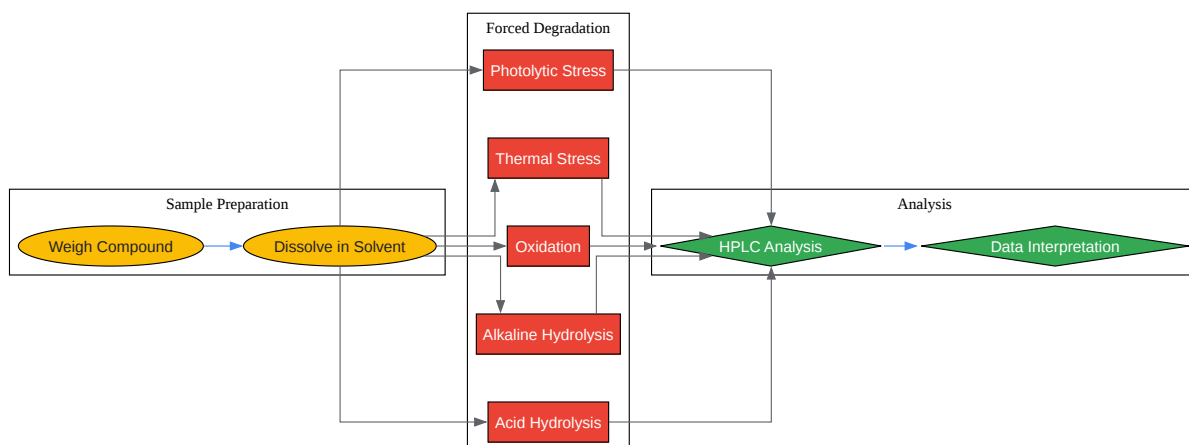 Forced Degradation
Photolytic Stress
Thermal Stress
Sample Preparation
Analysis
Weigh Compound
Dissolve in Solvent
Oxidation
HPLC Analysis
Data Interpretation
Alkaline Hydrolysis
Acid Hydrolysis